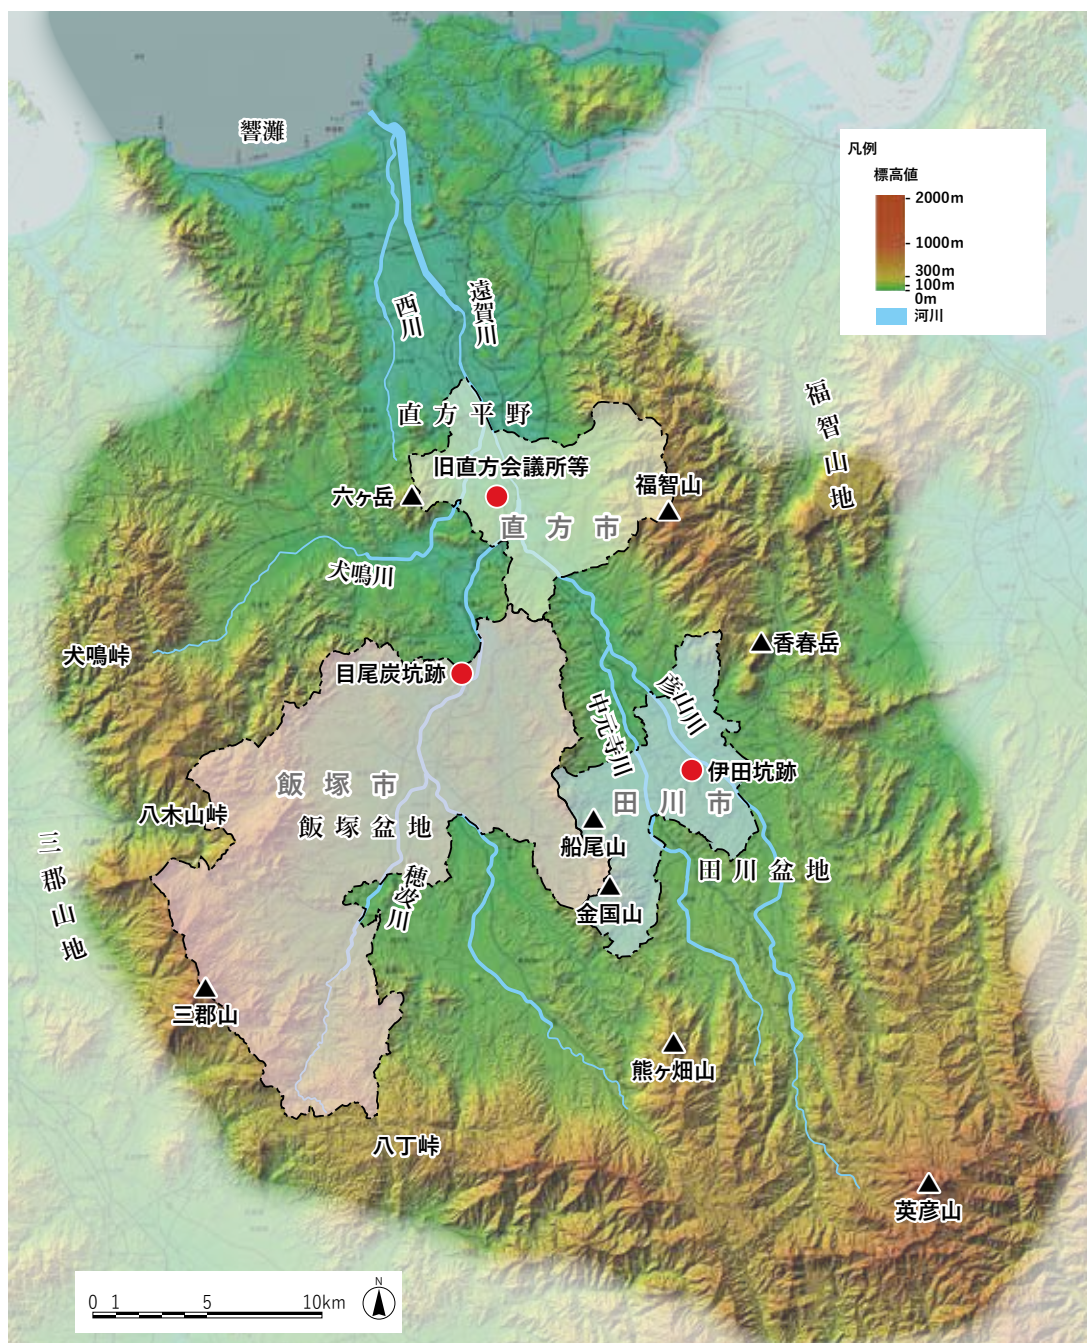 響灘
凡例
標高値
2000m
1000m
300m
100m
0m
河川
西川
遠賀川
福智山地
直方平野
旧直方会議所等
福智山
六ヶ岳
直方市
犬鳴川
犬鳴峠
香春岳
目尾炭坑跡
彦山川
中元寺川
伊田坑跡
飯塚市
田川市
八木山峠
飯塚盆地
船尾山
三郡山地
田川盆地
穂波川
金国山
三郡山
熊ヶ畑山
八丁峠
英彦山
0 1 5 10km
N